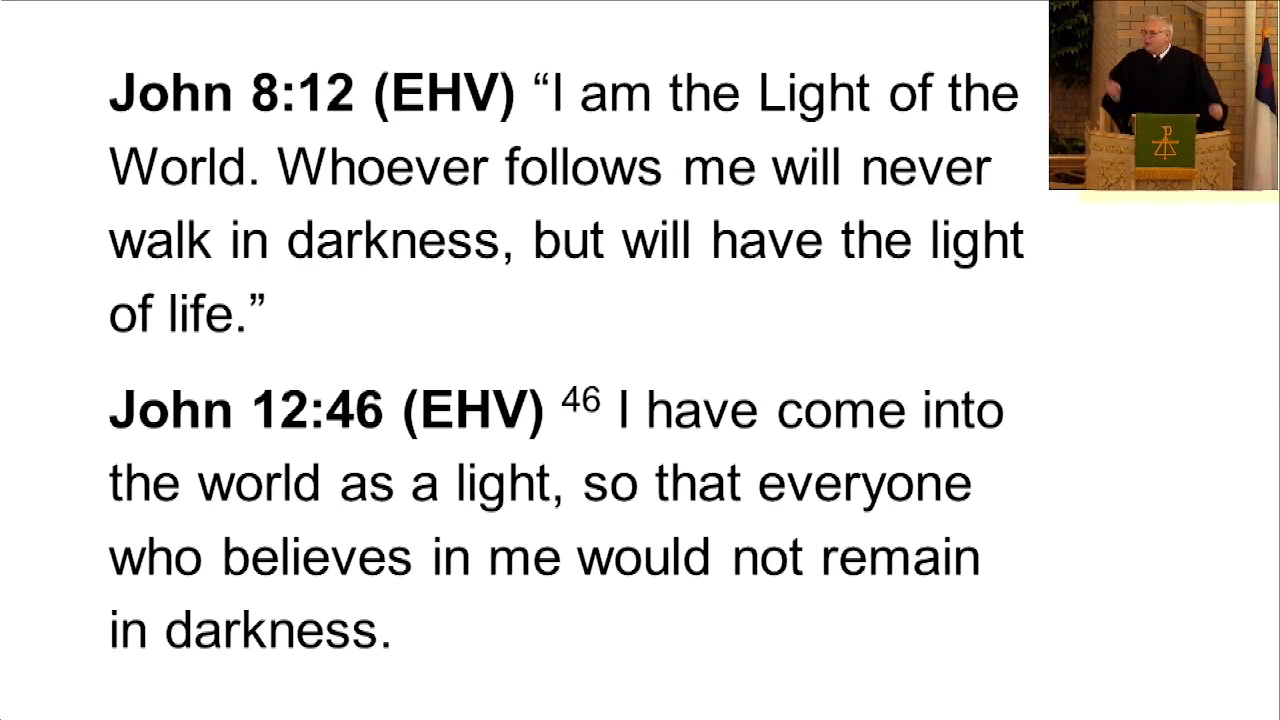 John 8:12 (EHV) “I am the Light of the
World. Whoever follows me will never
walk in darkness, but will have the light
of life.”
John 12:46 (EHV) 46 I have come into
the world as a light, so that everyone
who believes in me would not remain
in darkness.